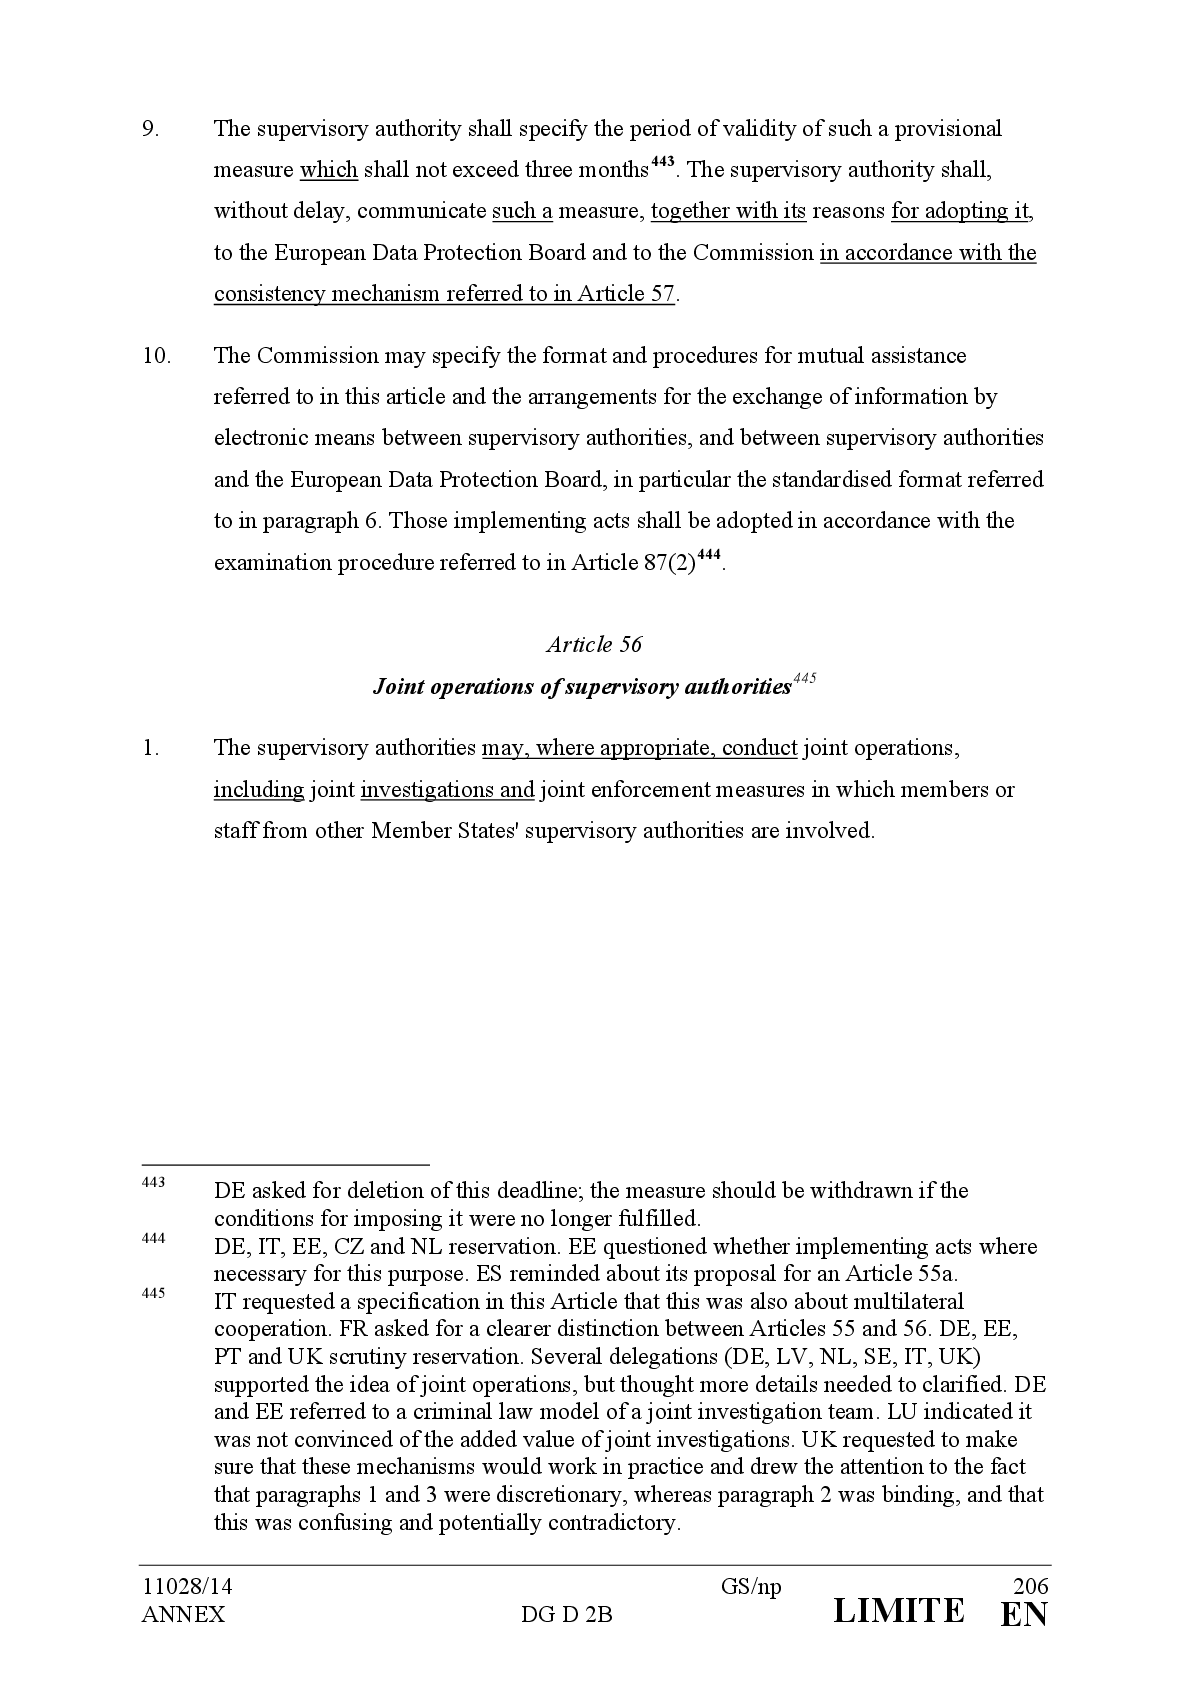 9. The supervisory authority shall specify the period of validity of such a provisional
measure which shall not exceed three months443. The supervisory authority shall,
without delay, communicate such a measure, together with its reasons for adopting it,
to the European Data Protection Board and to the Commission in accordance with the
consistency mechanism referred to in Article 57.
10. The Commission may specify the format and procedures for mutual assistance
referred to in this article and the arrangements for the exchange of information by
electronic means between supervisory authorities, and between supervisory authorities
and the European Data Protection Board, in particular the standardised format referred
to in paragraph 6. Those implementing acts shall be adopted in accordance with the
examination procedure referred to in Article 87(2)444.
Article 56
Joint operations of supervisory authorities445
1. The supervisory authorities may, where appropriate, conduct joint operations,
including joint investigations and joint enforcement measures in which members or
staff from other Member States' supervisory authorities are involved.
443 DE asked for deletion of this deadline; the measure should be withdrawn if the
conditions for imposing it were no longer fulfilled.
444 DE, IT, EE, CZ and NL reservation. EE questioned whether implementing acts where
necessary for this purpose. ES reminded about its proposal for an Article 55a.
445 IT requested a specification in this Article that this was also about multilateral
cooperation. FR asked for a clearer distinction between Articles 55 and 56. DE, EE,
PT and UK scrutiny reservation. Several delegations (DE, LV, NL, SE, IT, UK)
supported the idea of joint operations, but thought more details needed to clarified. DE
and EE referred to a criminal law model of a joint investigation team. LU indicated it
was not convinced of the added value of joint investigations. UK requested to make
sure that these mechanisms would work in practice and drew the attention to the fact
that paragraphs 1 and 3 were discretionary, whereas paragraph 2 was binding, and that
this was confusing and potentially contradictory.
11028/14 GS/np 206
ANNEX DG D 2B LIMITE EN